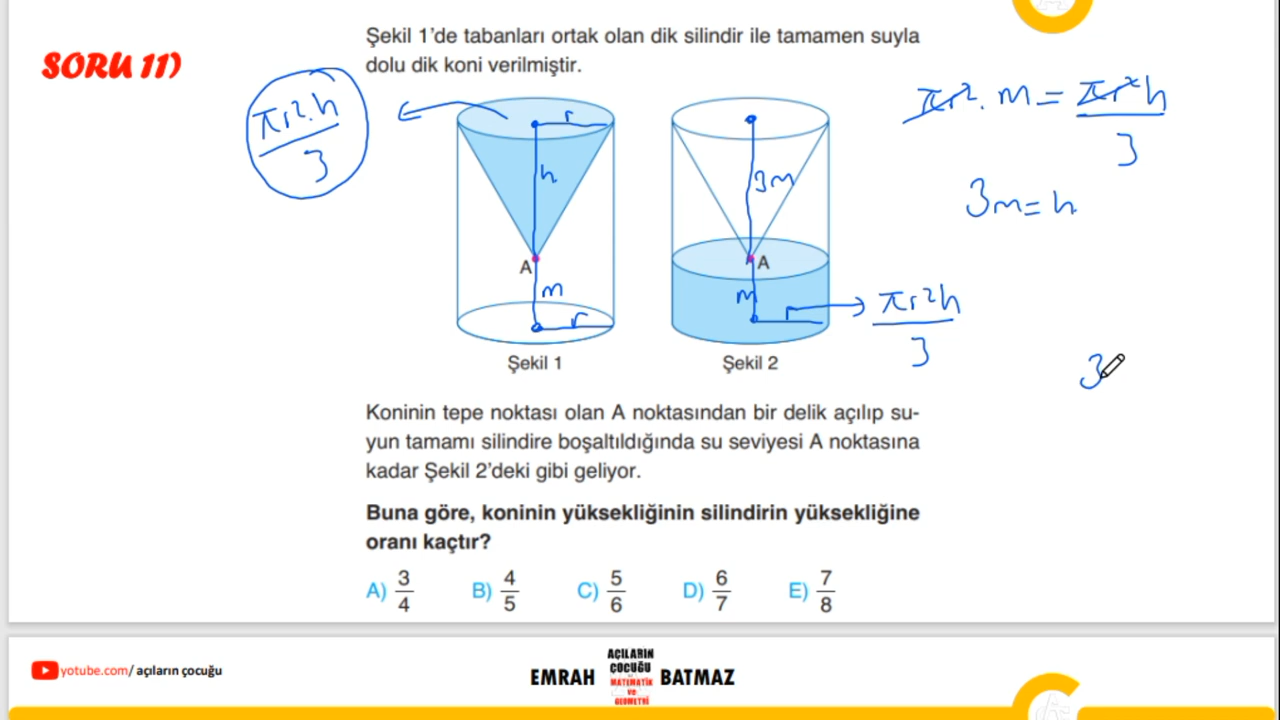 SORU 11)
Şekil 1'de tabanları ortak olan dik silindir ile tamamen suyla
dolu dik koni verilmiştir.
πr².h
3
r
h
A
m
r
Şekil 1
3m
A
m
r
Şekil 2
πr²h
3
πr².m = πr²h
3
3m = h
3
Koninin tepe noktası olan A noktasından bir delik açılıp su-
yun tamamı silindire boşaltıldığında su seviyesi A noktasına
kadar Şekil 2'deki gibi geliyor.
Buna göre, koninin yüksekliğinin silindirin yüksekliğine
oranı kaçtır?
A) 3/4 B) 4/5 C) 5/6 D) 6/7 E) 7/8
yotube.com/ açıların çocuğu
EMRAH
AÇILARIN
ÇOCUĞU
MATEMATİK
ve
GEOMETRİ
BATMAZ